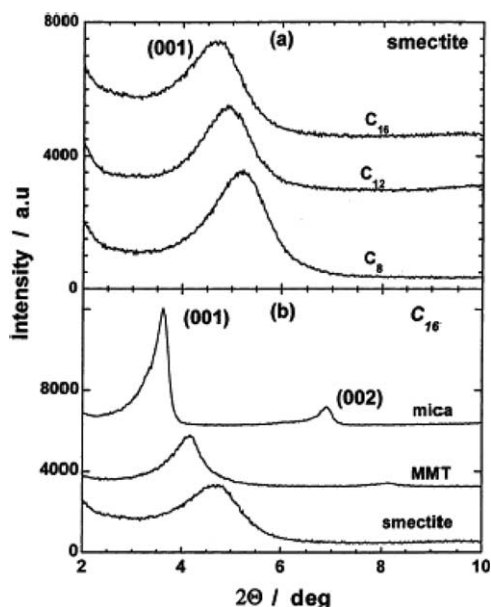 8000
(001)
(a)
smectite
C₁₆
4000
C₁₂
C₈
0
Intensity / a.u
(001)
(b)
C₁₆
8000
(002)
mica
4000
MMT
smectite
0
2 4 6 8 10
2Θ / deg